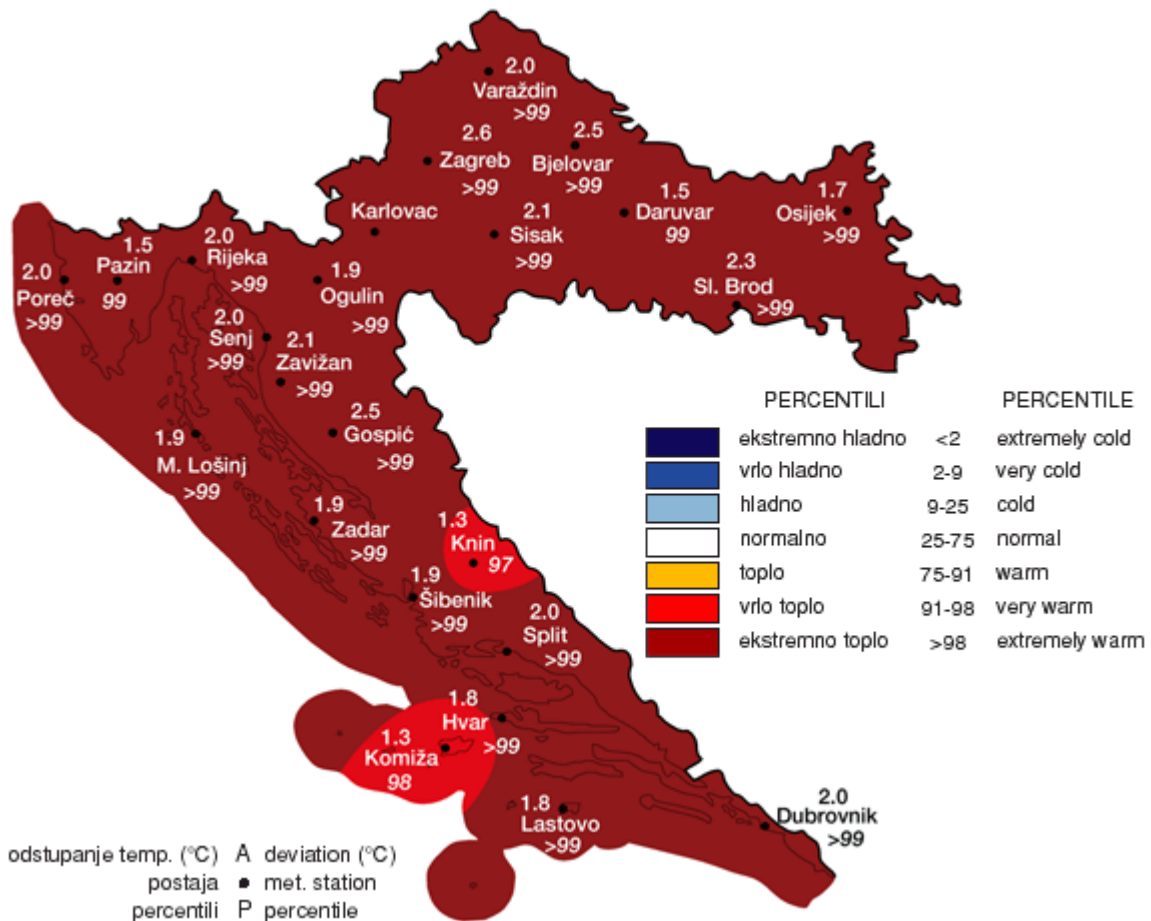 2.0
Varaždin
>99
2.6
Zagreb
>99
2.5
Bjelovar
>99
1.5
Daruvar
99
1.7
Osijek
>99
Karlovac
2.1
Sisak
>99
2.3
Sl. Brod
>99
2.0
Poreč
>99
1.5
Pazin
99
2.0
Rijeka
>99
1.9
Ogulin
>99
2.0
Senj
>99
2.1
Zavižan
>99
2.5
Gospić
>99
1.9
M. Lošinj
>99
1.9
Zadar
>99
1.3
Knin
97
1.9
Šibenik
>99
2.0
Split
>99
1.8
Hvar
>99
1.3
Komiža
98
1.8
Lastovo
>99
2.0
Dubrovnik
>99
PERCENTILI PERCENTILE
ekstremno hladno <2 extremely cold
vrlo hladno 2-9 very cold
hladno 9-25 cold
normalno 25-75 normal
toplo 75-91 warm
vrlo toplo 91-98 very warm
ekstremno toplo >98 extremely warm
odstupanje temp. (°C) A deviation (°C)
postaja met. station
percentili P percentile